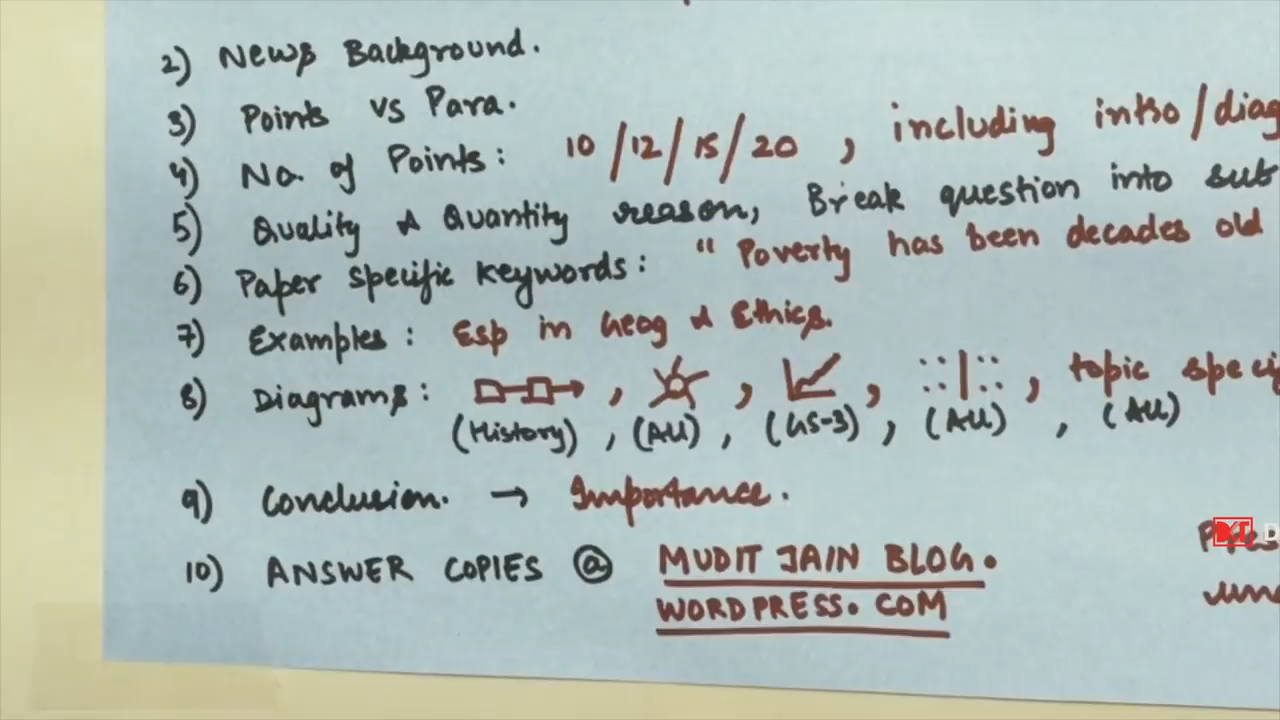 2) News Background.
3) Points vs Para.
4) No. of Points: 10/12/15/20, including intro/diag
5) Quality & Quantity reason, Break question into sub
6) Paper specific keywords: " Poverty has been decades old
7) Examples: Esp in Geog & Ethics.
8) Diagrams: , , , , topic speci
(History), (All), (GS-3), (All), (All)
9) Conclusion. → Importance.
10) ANSWER COPIES @ MUDIT JAIN BLOG.
WORDPRESS.COM